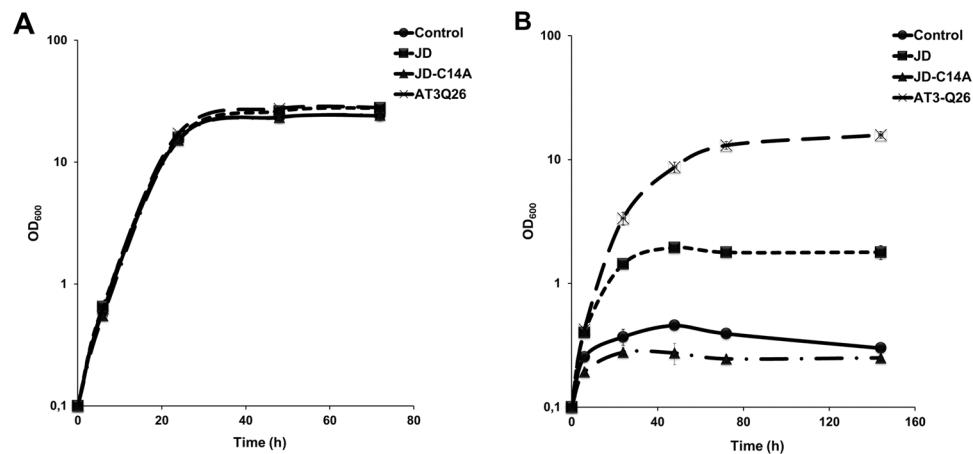 A
Control
JD
JD-C14A
AT3Q26
100
10
1
0,1
OD600
0
20
40
60
80
Time (h)
B
Control
JD
JD-C14A
AT3-Q26
100
10
1
0,1
OD600
0
40
80
120
160
Time (h)